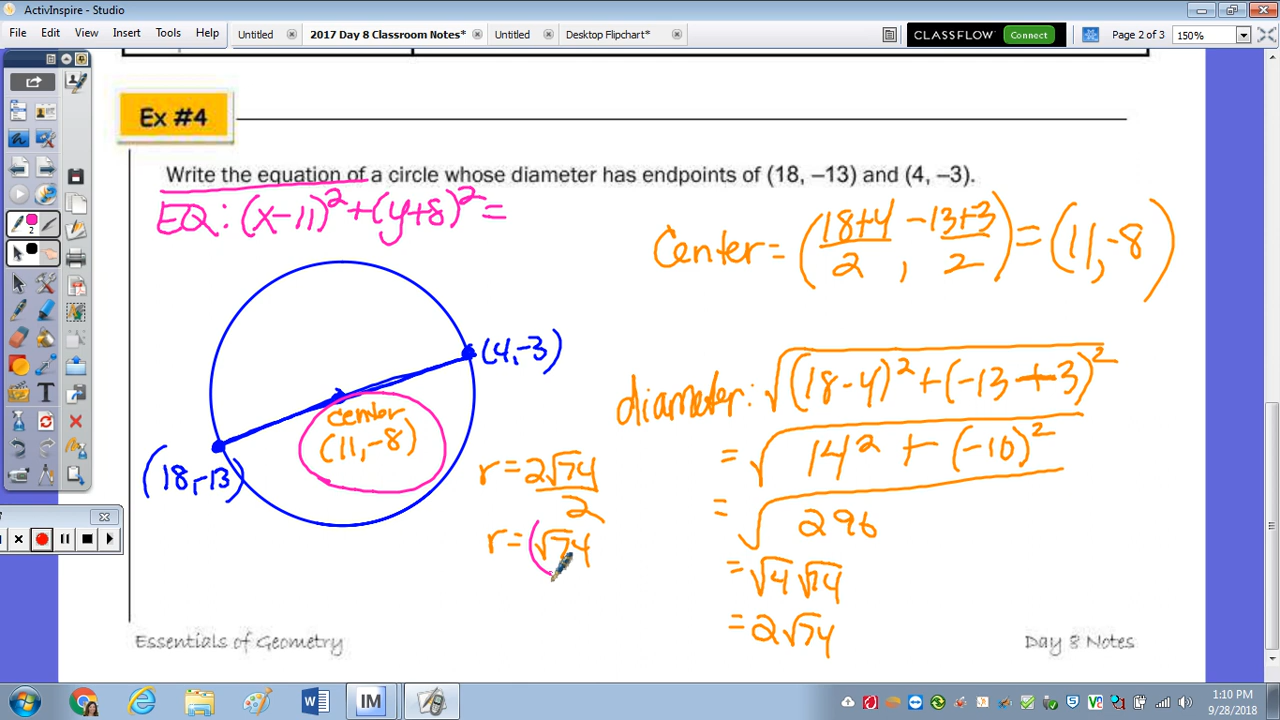 ActivInspire - Studio
File Edit View Insert Tools Help Untitled 2017 Day 8 Classroom Notes* Untitled Desktop Flipchart* CLASSFLOW Connect Page 2 of 3 150%
Ex #4
Write the equation of a circle whose diameter has endpoints of (18, –13) and (4, –3).
EQ: (x-11)²+(y+8)²=
Center = (18+4/2, -13+3/2) = (11,-8)
(4,-3)
diameter: √(18-4)²+(-13+3)²
center
(11,-8)
= √14² + (-10)²
(18,-13)
r = 2√74/2
= √296
r = (√74
= √4 √74
= 2√74
Essentials of Geometry
Day 8 Notes
2
IM
1:10 PM
9/28/2018